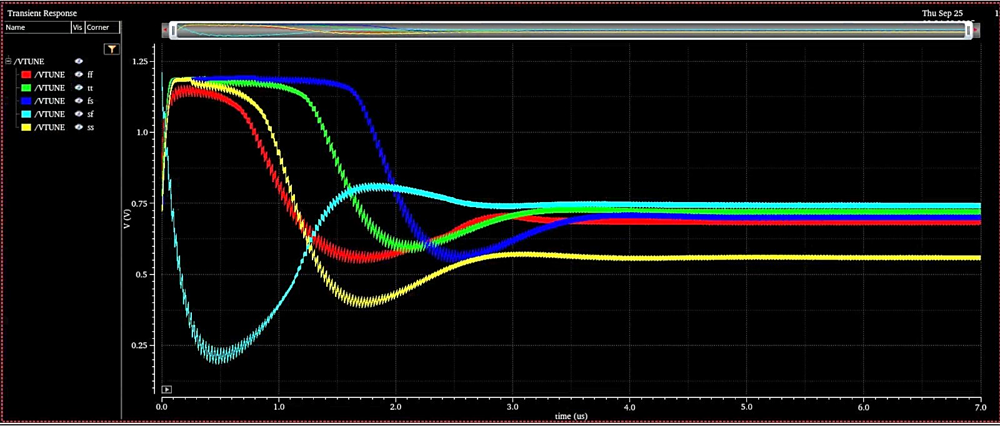 Transient Response
Thu Sep 25
Name Vis Corner
/VTUNE
/VTUNE ff
/VTUNE tt
/VTUNE fs
/VTUNE sf
/VTUNE ss
V (V)
1.25
1.0
0.75
0.5
0.25
0.0 1.0 2.0 3.0 4.0 5.0 6.0 7.0
time (us)